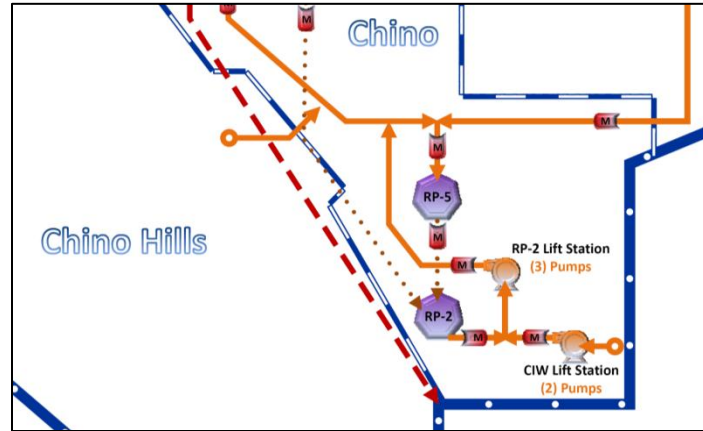 M
M
Chino
M
M
RP-5
M
Chino Hills
RP-2 Lift Station
(3) Pumps
M
RP-2
M
M
CIW Lift Station
(2) Pumps